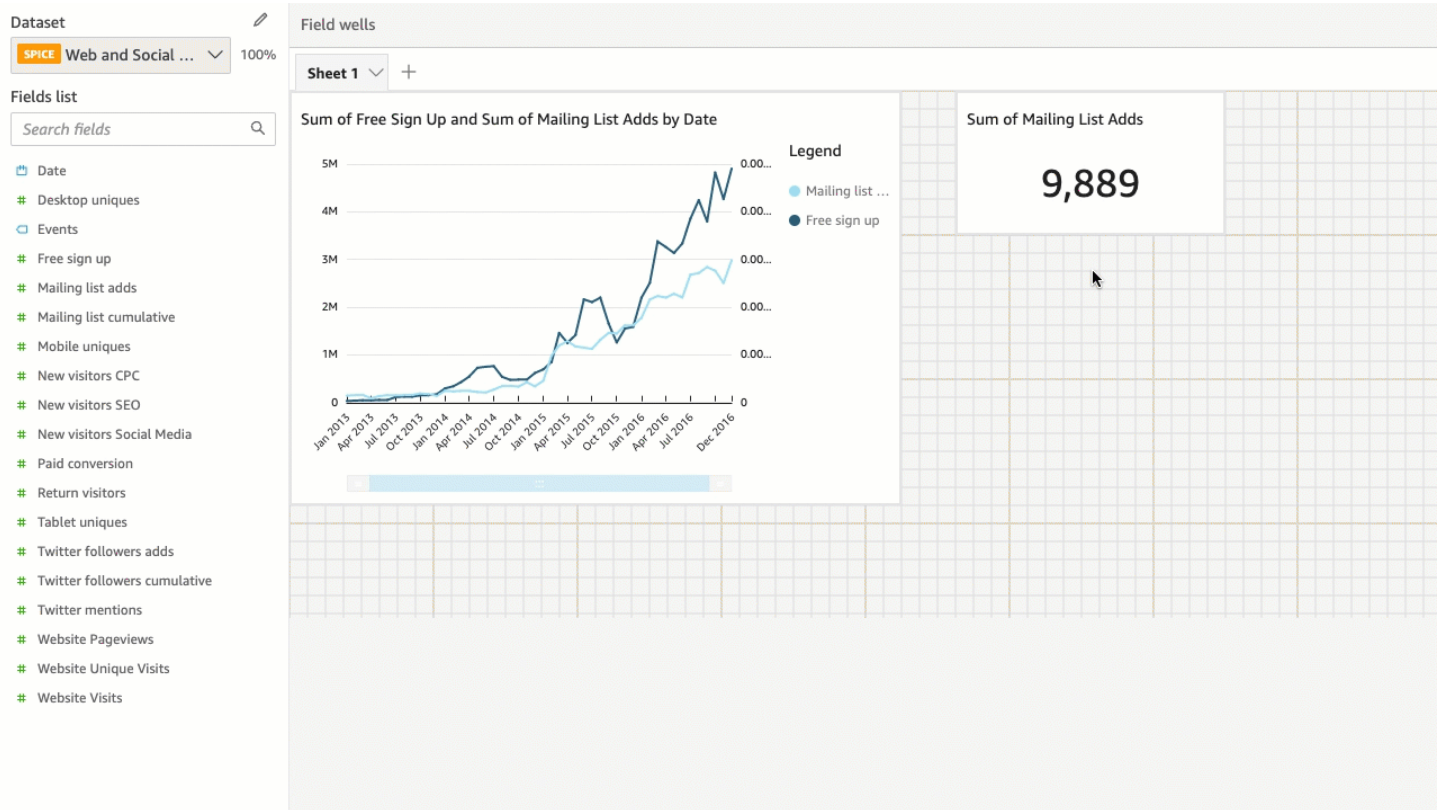 Dataset
SPICE Web and Social ... 100%
Fields list
Search fields
Date
Desktop uniques
Events
Free sign up
Mailing list adds
Mailing list cumulative
Mobile uniques
New visitors CPC
New visitors SEO
New visitors Social Media
Paid conversion
Return visitors
Tablet uniques
Twitter followers adds
Twitter followers cumulative
Twitter mentions
Website Pageviews
Website Unique Visits
Website Visits
Field wells
Sheet 1
Sum of Free Sign Up and Sum of Mailing List Adds by Date
5M
4M
3M
2M
1M
0
0.00...
0.00...
0.00...
0.00...
0.00...
0
Jan 2013
Apr 2013
Jul 2013
Oct 2013
Jan 2014
Apr 2014
Jul 2014
Oct 2014
Jan 2015
Apr 2015
Jul 2015
Oct 2015
Jan 2016
Apr 2016
Jul 2016
Dec 2016
Legend
Mailing list ...
Free sign up
Sum of Mailing List Adds
9,889